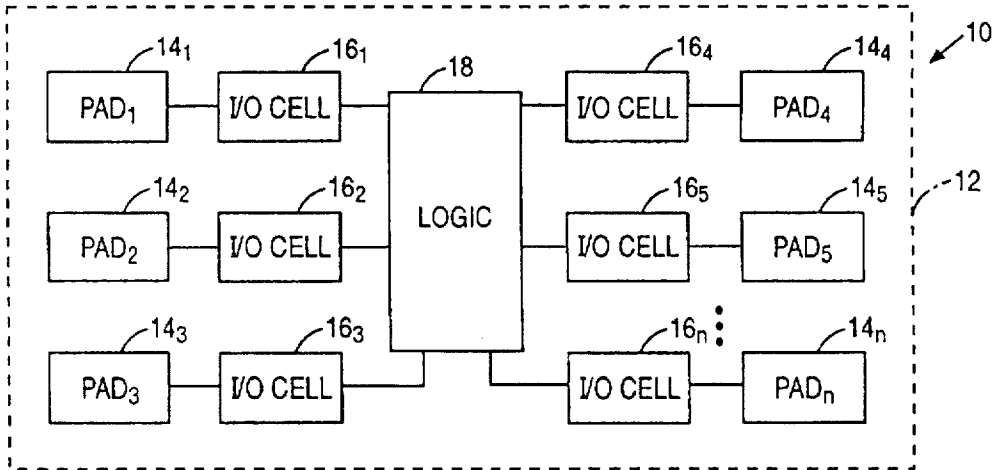 14₁ 16₁ 18 16₄ 14₄ 10
PAD₁ I/O CELL I/O CELL PAD₄
14₂ 16₂ 16₅ 14₅ 12
PAD₂ I/O CELL LOGIC I/O CELL PAD₅
14₃ 16₃ 16ₙ 14ₙ
PAD₃ I/O CELL I/O CELL PADₙ